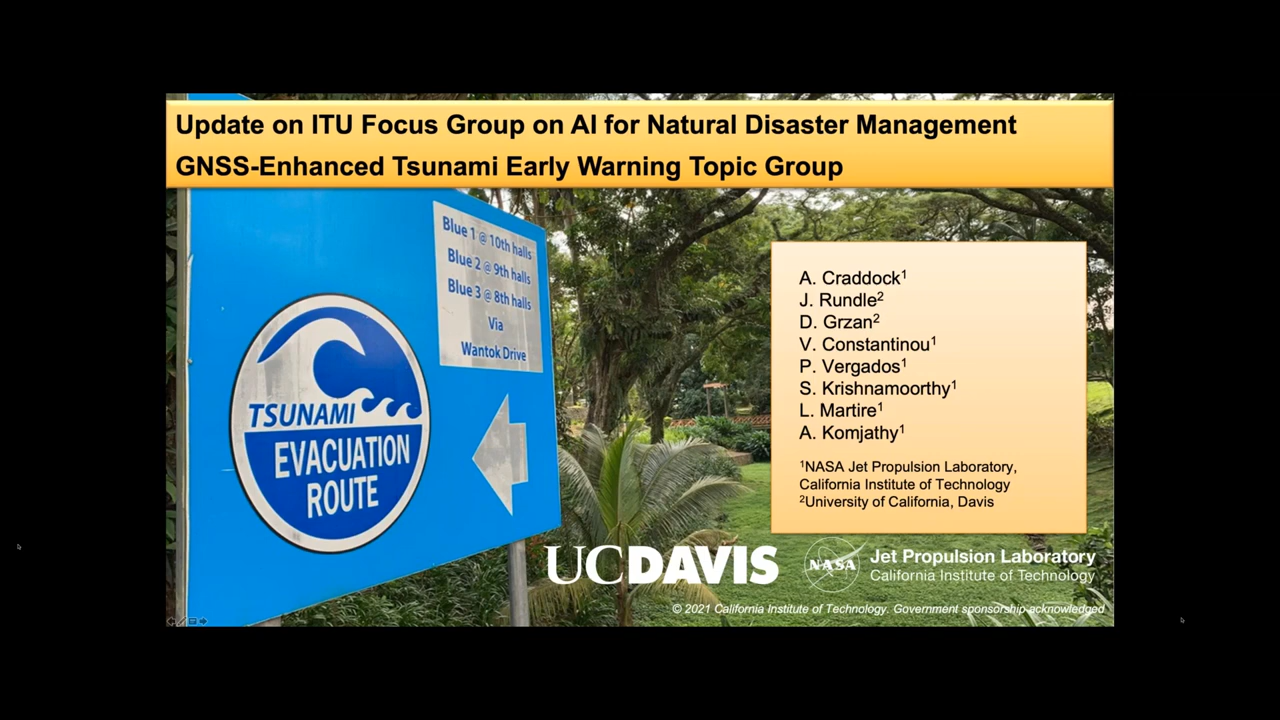 Update on ITU Focus Group on AI for Natural Disaster Management
GNSS-Enhanced Tsunami Early Warning Topic Group
Blue 1 @ 10th halls
Blue 2 @ 9th halls
Blue 3 @ 8th halls
Via
Wantok Drive
TSUNAMI
EVACUATION
ROUTE
A. Craddock¹
J. Rundle²
D. Grzan²
V. Constantinou¹
P. Vergados¹
S. Krishnamoorthy¹
L. Martire¹
A. Komjathy¹
¹NASA Jet Propulsion Laboratory,
California Institute of Technology
²University of California, Davis
UCDAVIS
NASA
Jet Propulsion Laboratory
California Institute of Technology
© 2021 California Institute of Technology. Government sponsorship acknowledged